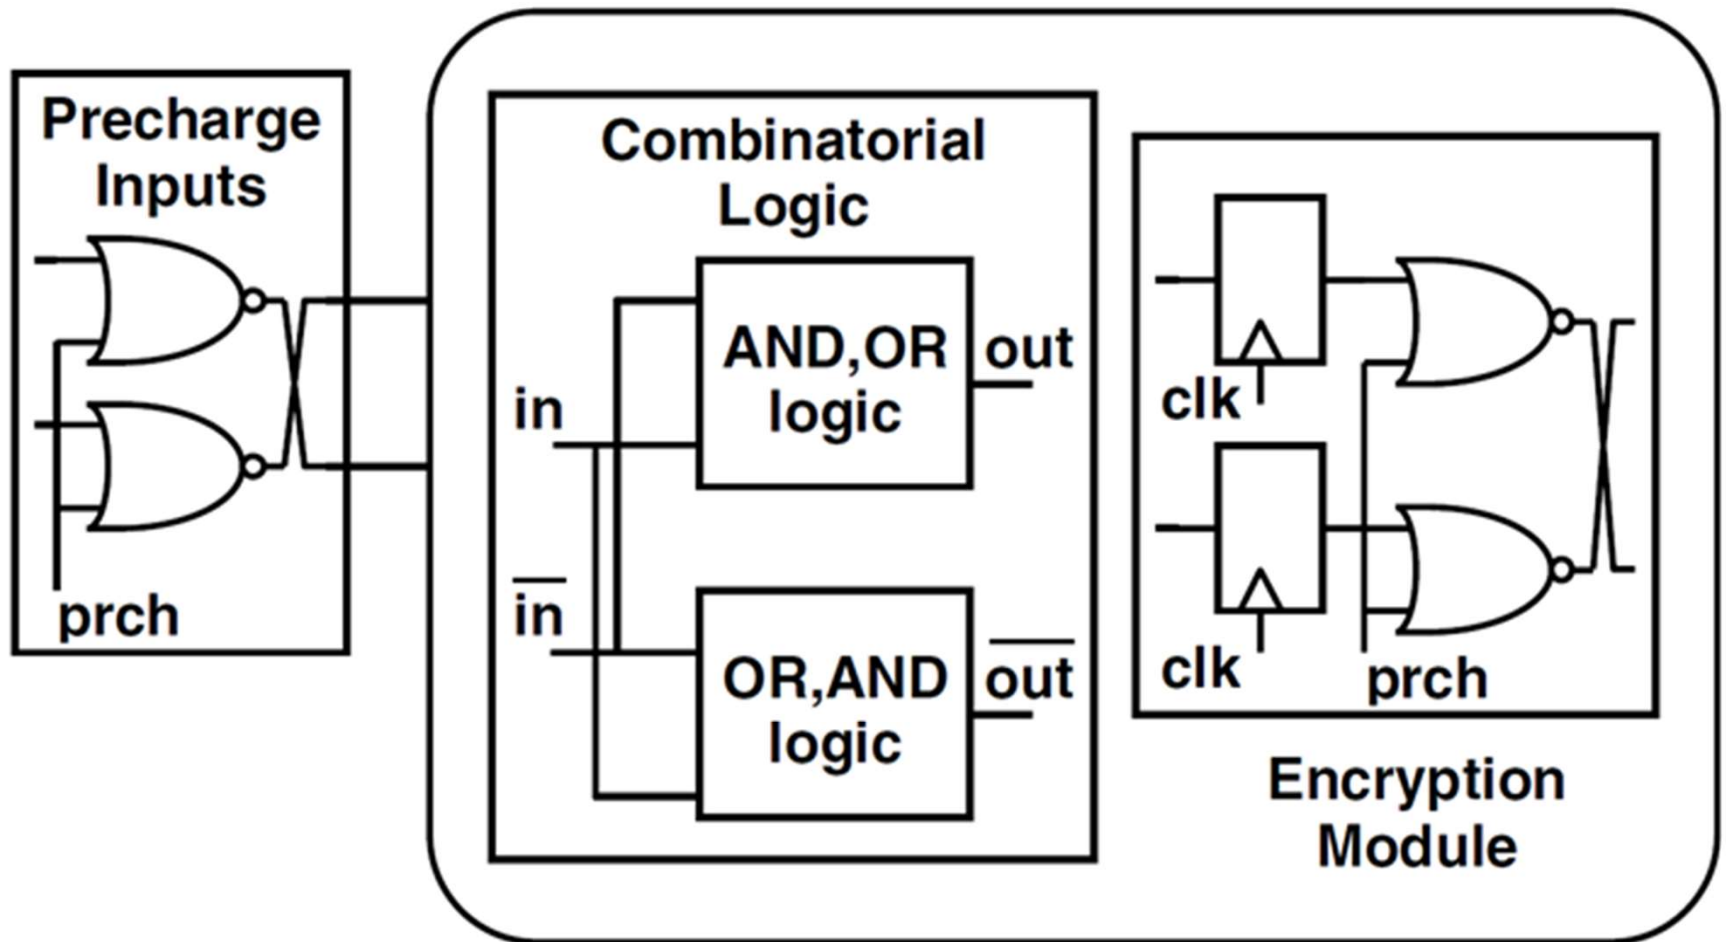 Precharge
Inputs
prch
Combinatorial
Logic
in
AND,OR
logic
out
in
OR,AND
logic
out
clk
clk
prch
Encryption
Module